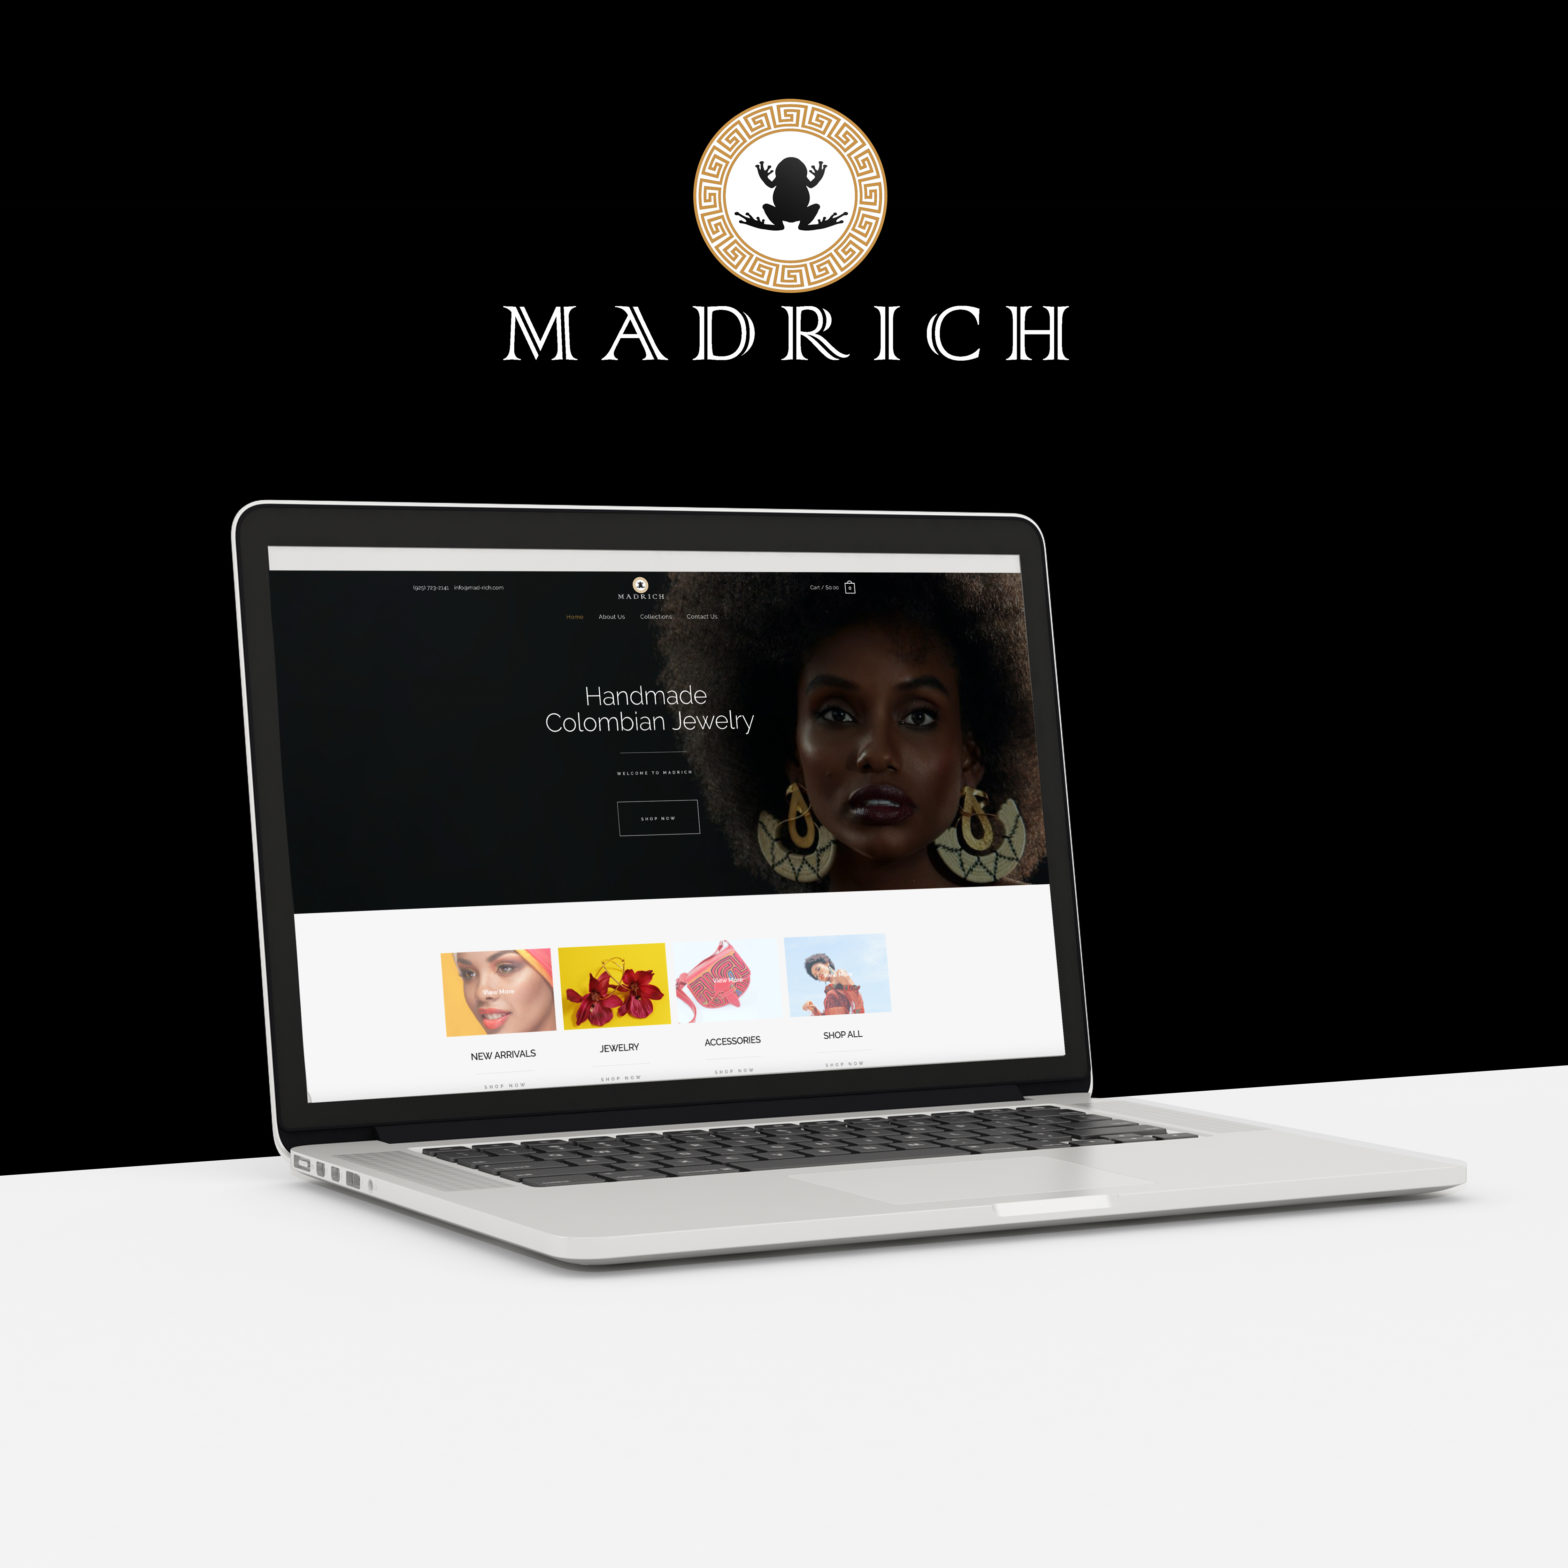 MADRICH
(925) 723-2141 info@mad-rich.com
MADRICH
Cart / $0.00 0
Home About Us Collections Contact Us
Handmade
Colombian Jewelry
WELCOME TO MADRICH
SHOP NOW
View More
View More
NEW ARRIVALS JEWELRY ACCESSORIES SHOP ALL
SHOP NOW SHOP NOW SHOP NOW SHOP NOW